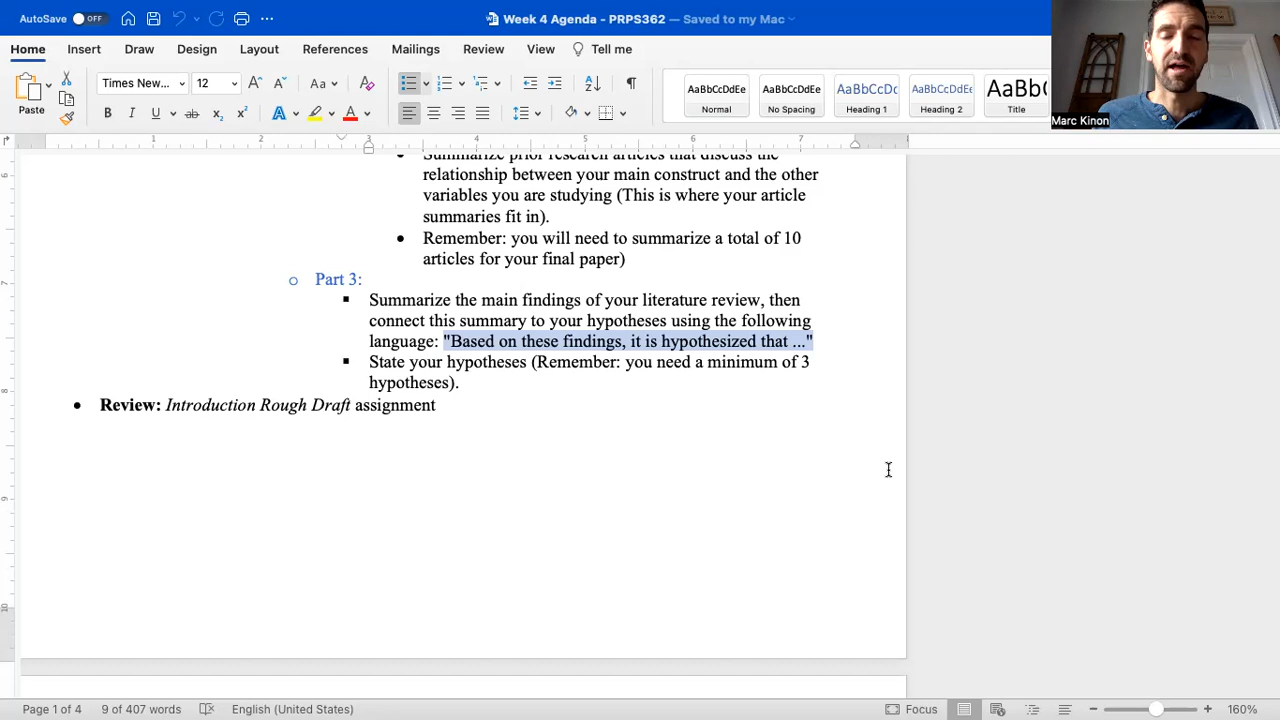 AutoSave OFF
Week 4 Agenda - PRPS362 — Saved to my Mac
Home Insert Draw Design Layout References Mailings Review View Tell me
Paste
Times New... 12
AaBbCcDdEe AaBbCcDdEe AaBbCcDc AaBbCcDdEe AaBbC
Normal No Spacing Heading 1 Heading 2 Title
Marc Kinon
1 2 3 4 5 6 7
Summarize prior research articles that discuss the
relationship between your main construct and the other
variables you are studying (This is where your article
summaries fit in).
Remember: you will need to summarize a total of 10
articles for your final paper)
Part 3:
Summarize the main findings of your literature review, then
connect this summary to your hypotheses using the following
language: "Based on these findings, it is hypothesized that ..."
State your hypotheses (Remember: you need a minimum of 3
hypotheses).
Review: Introduction Rough Draft assignment
Page 1 of 4 9 of 407 words English (United States) Focus 160%